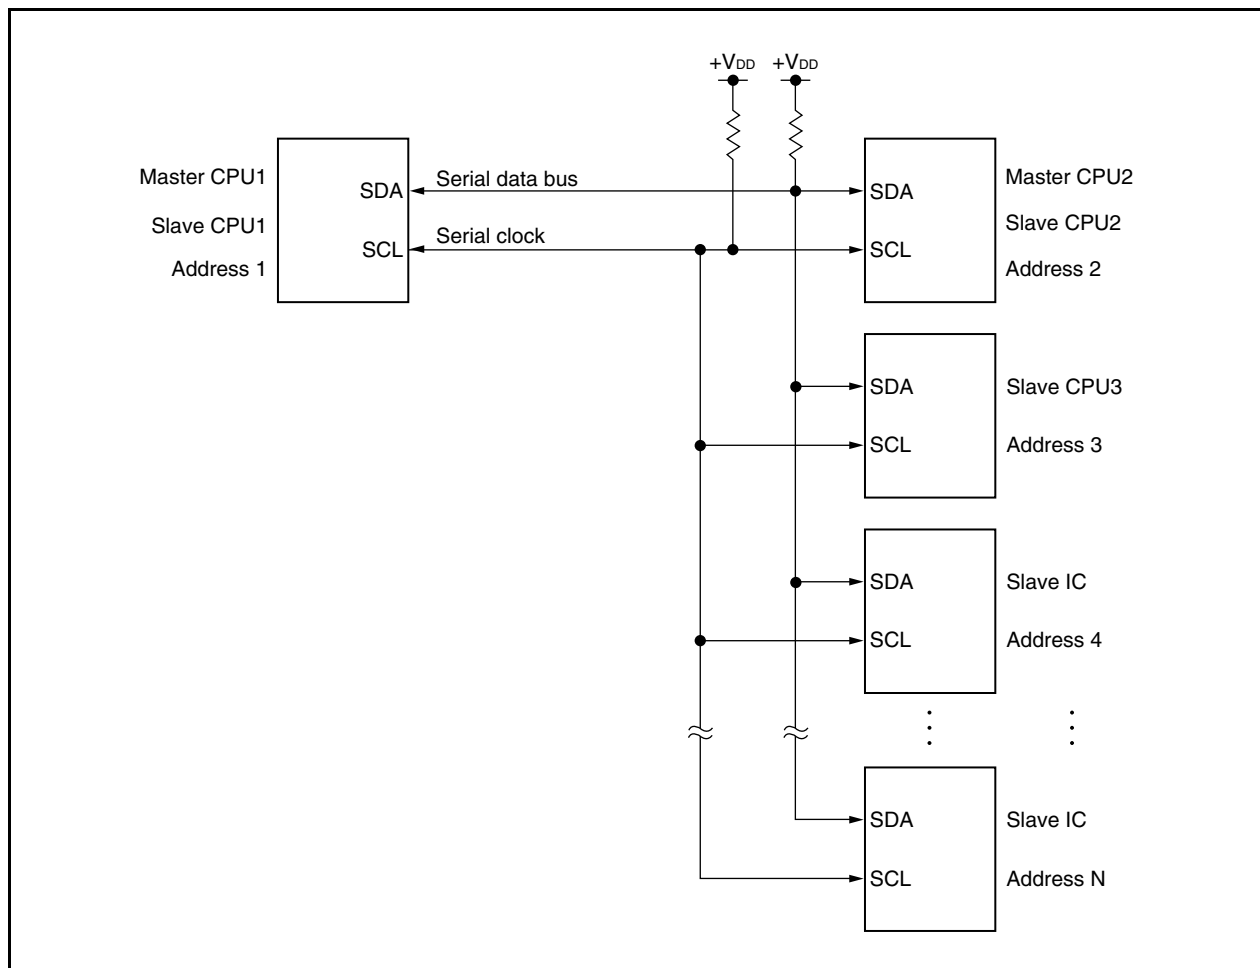 +VDD +VDD
Master CPU1
Slave CPU1
Address 1
SDA
SCL
Serial data bus
Serial clock
SDA
SCL
Master CPU2
Slave CPU2
Address 2
SDA
SCL
Slave CPU3
Address 3
SDA
SCL
Slave IC
Address 4
SDA
SCL
Slave IC
Address N